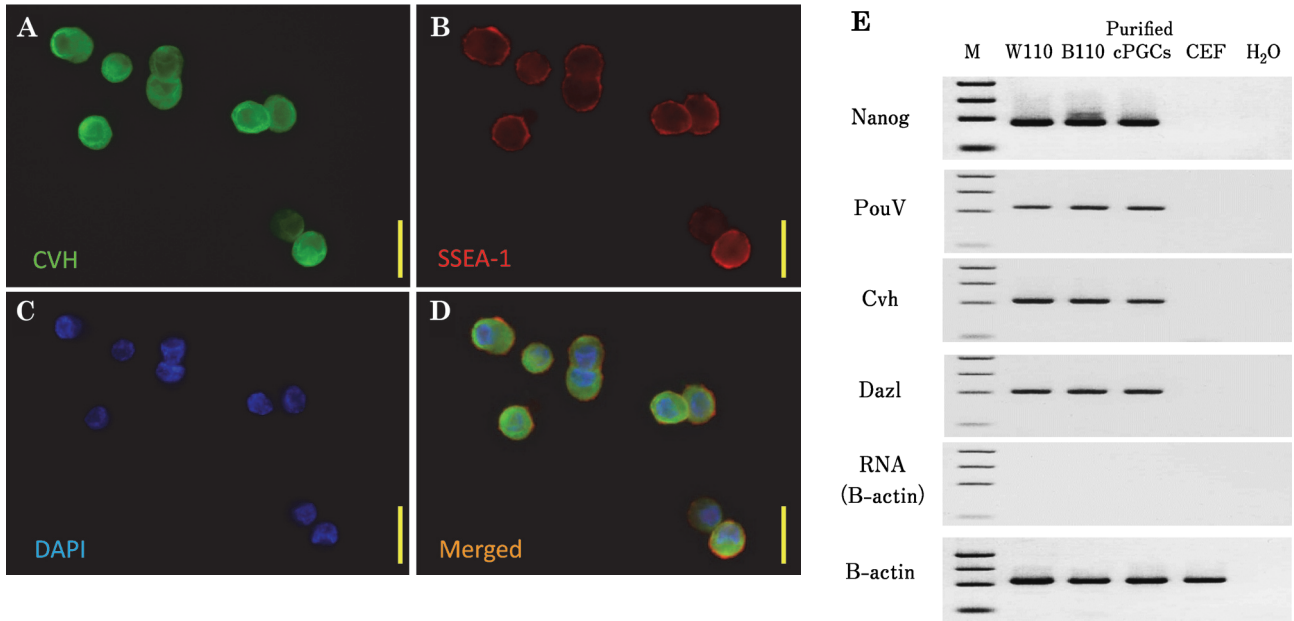 A
CVH
B
SSEA-1
C
DAPI
D
Merged
E
M W110 B110 Purified cPGCs CEF H₂O
Nanog
PouV
Cvh
Dazl
RNA
(B-actin)
B-actin